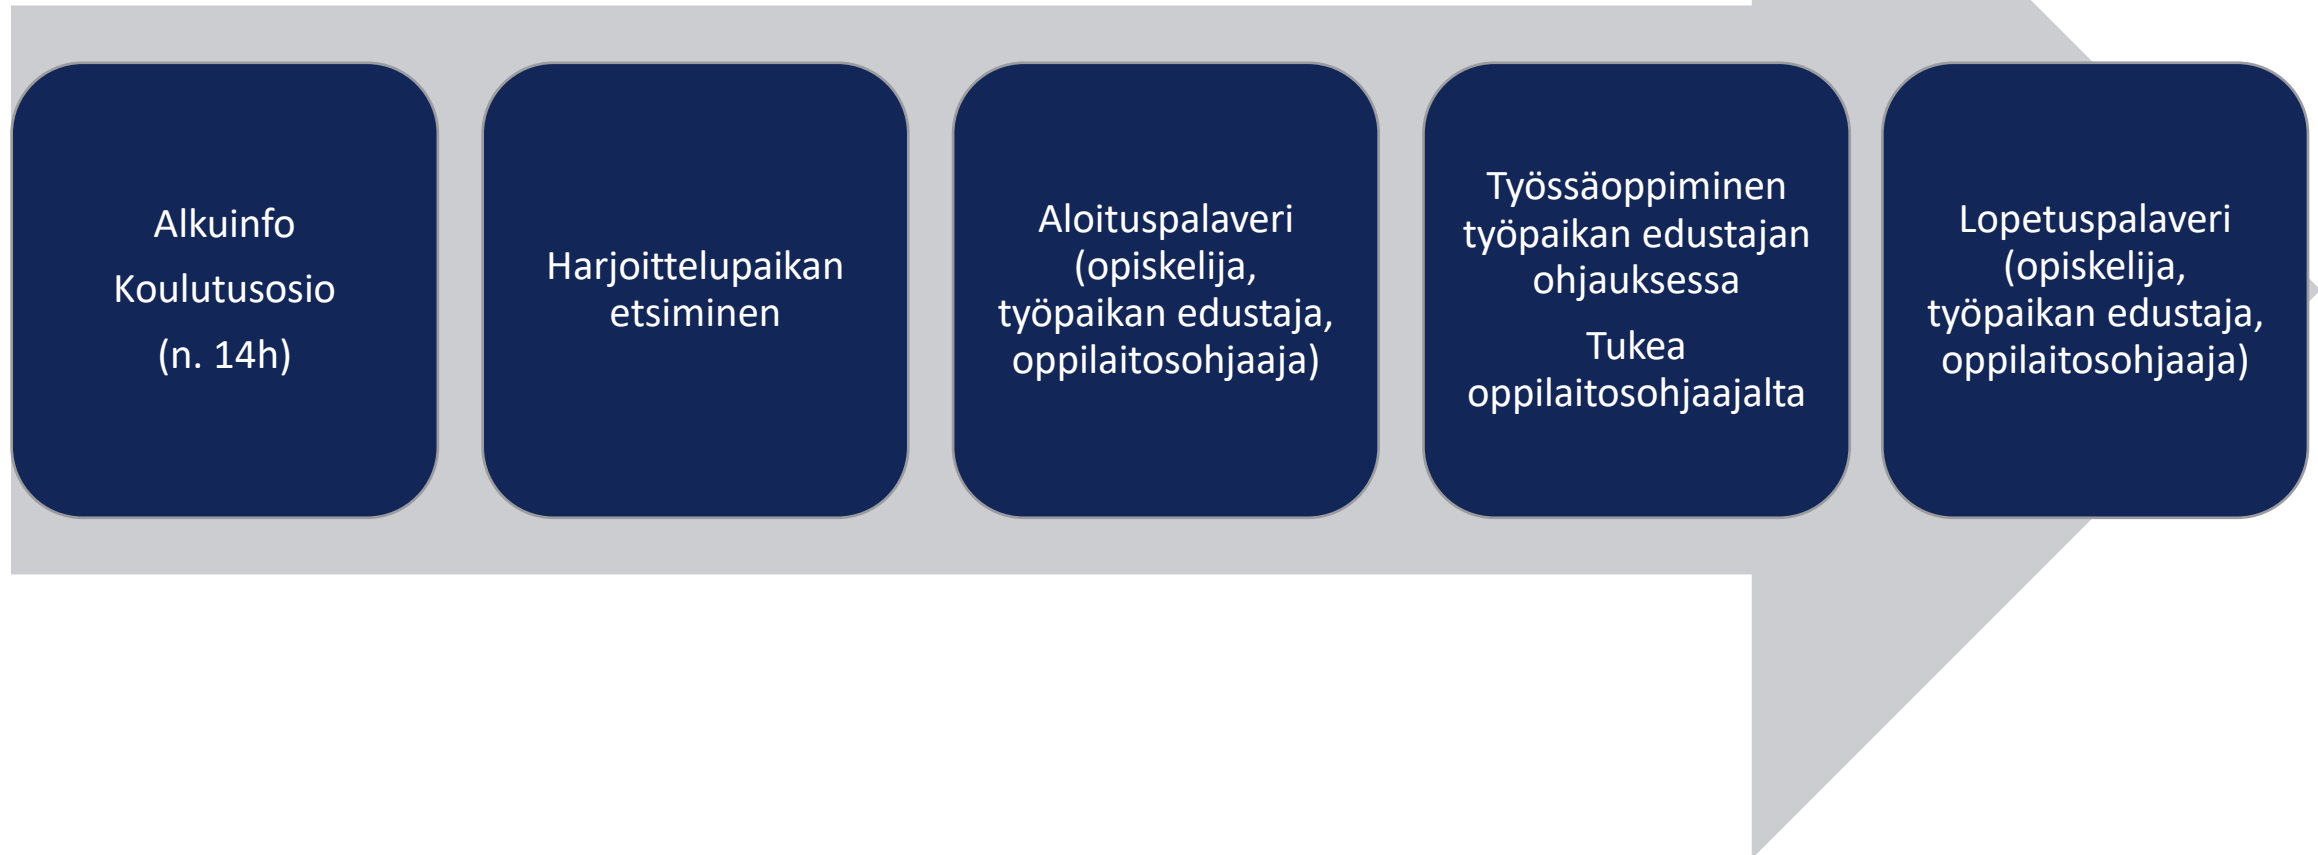 Alkuinfo
Koulutusosio
(n. 14h)
Harjoittelupaikan
etsiminen
Aloituspalaveri
(opiskelija,
työpaikan edustaja,
oppilaitosohjaaja)
Työssäoppiminen
työpaikan edustajan
ohjauksessa
Tukea
oppilaitosohjaajalta
Lopetuspalaveri
(opiskelija,
työpaikan edustaja,
oppilaitosohjaaja)